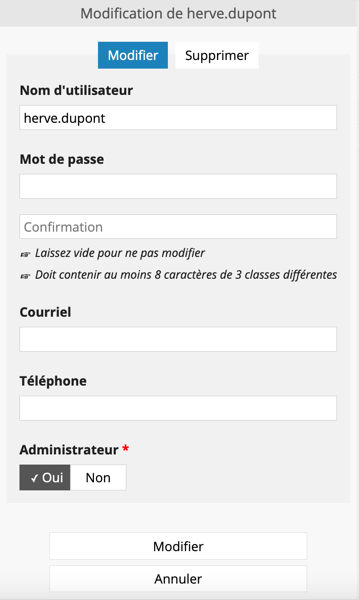 Modification de herve.dupont
Modifier Supprimer
Nom d'utilisateur
herve.dupont
Mot de passe
Confirmation
☞ Laissez vide pour ne pas modifier
☞ Doit contenir au moins 8 caractères de 3 classes différentes
Courriel
Téléphone
Administrateur *
✓ Oui Non
Modifier
Annuler